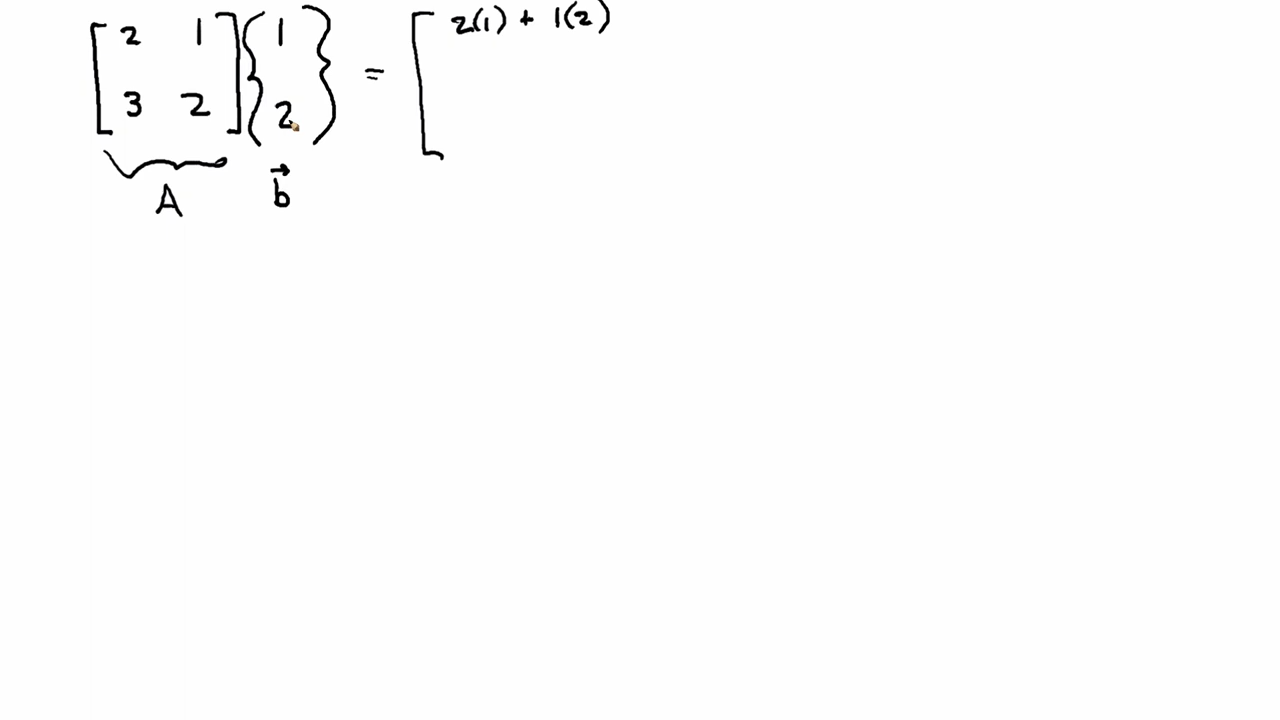 [2 1] {1} = [2(1) + 1(2)
[3 2] {2}
A b⃗